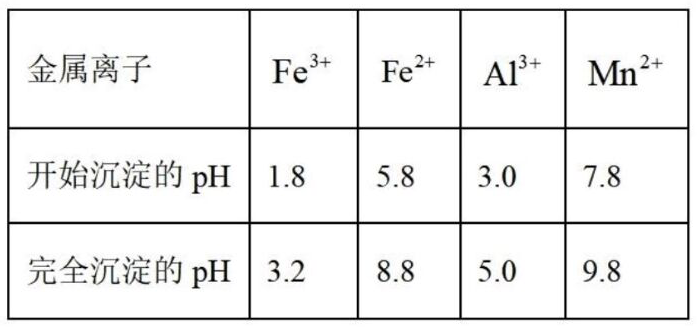 金属离子 Fe³⁺ Fe²⁺ Al³⁺ Mn²⁺
开始沉淀的 pH 1.8 5.8 3.0 7.8
完全沉淀的 pH 3.2 8.8 5.0 9.8